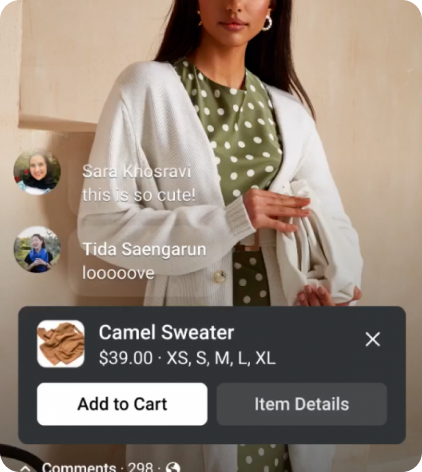 Sara Khosravi
this is so cute!
Tida Saengarun
looooove
Camel Sweater
$39.00 · XS, S, M, L, XL
Add to Cart
Item Details
Comments · 298 ·